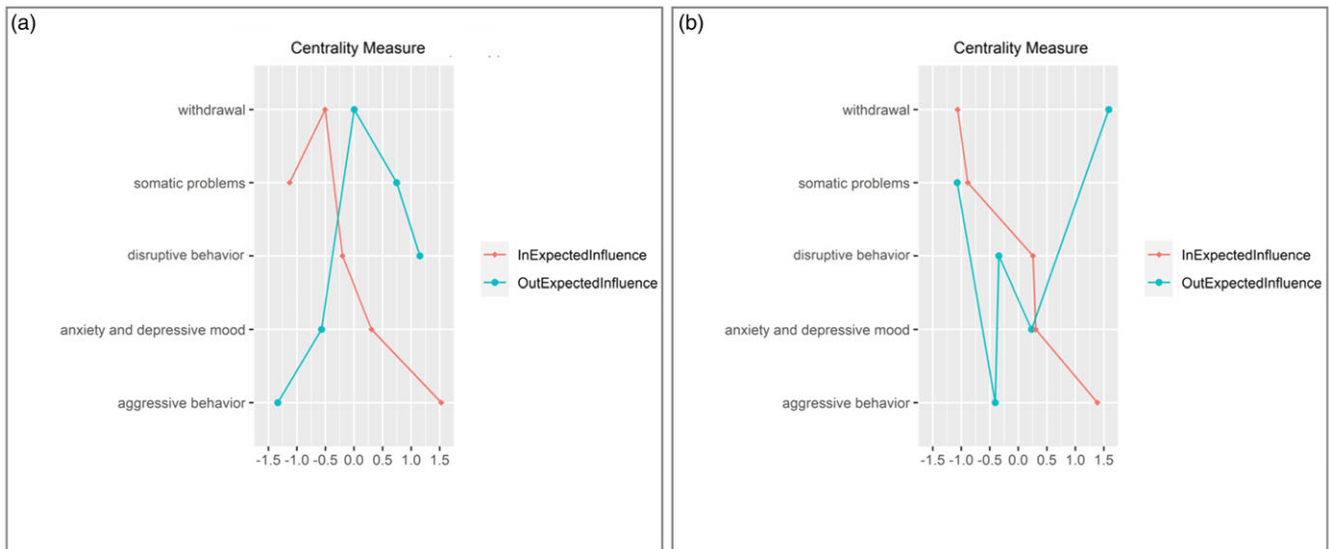 (a)
Centrality Measure
withdrawal
somatic problems
disruptive behavior
anxiety and depressive mood
aggressive behavior
-1.5 -1.0 -0.5 0.0 0.5 1.0 1.5
InExpectedInfluence
OutExpectedInfluence
(b)
Centrality Measure
withdrawal
somatic problems
disruptive behavior
anxiety and depressive mood
aggressive behavior
-1.5 -1.0 -0.5 0.0 0.5 1.0 1.5
InExpectedInfluence
OutExpectedInfluence